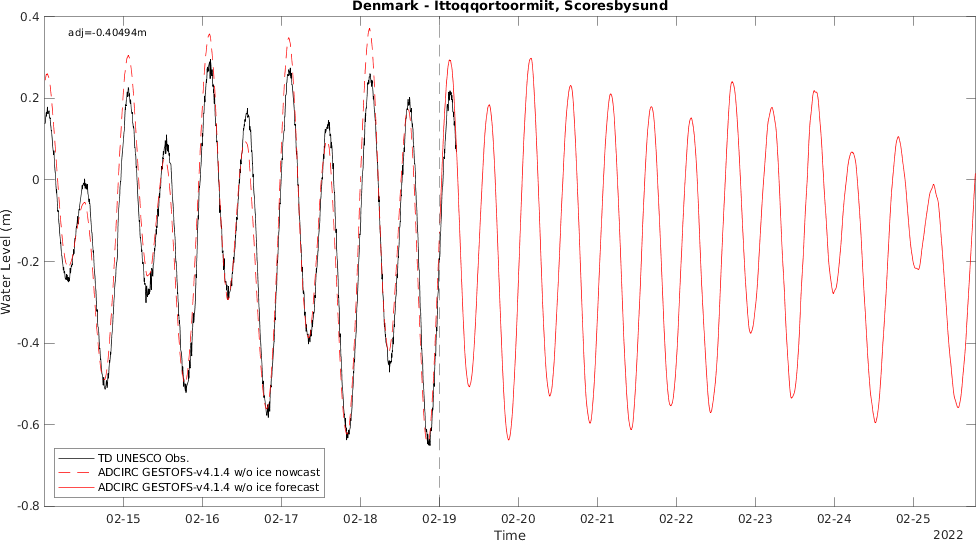 Denmark - Ittoqqortoormiit, Scoresbysund
adj=-0.40494m
0.4
0.2
0
-0.2
-0.4
-0.6
-0.8
Water Level (m)
TD UNESCO Obs.
ADCIRC GESTOFS-v4.1.4 w/o ice nowcast
ADCIRC GESTOFS-v4.1.4 w/o ice forecast
02-15 02-16 02-17 02-18 02-19 02-20 02-21 02-22 02-23 02-24 02-25
Time
2022